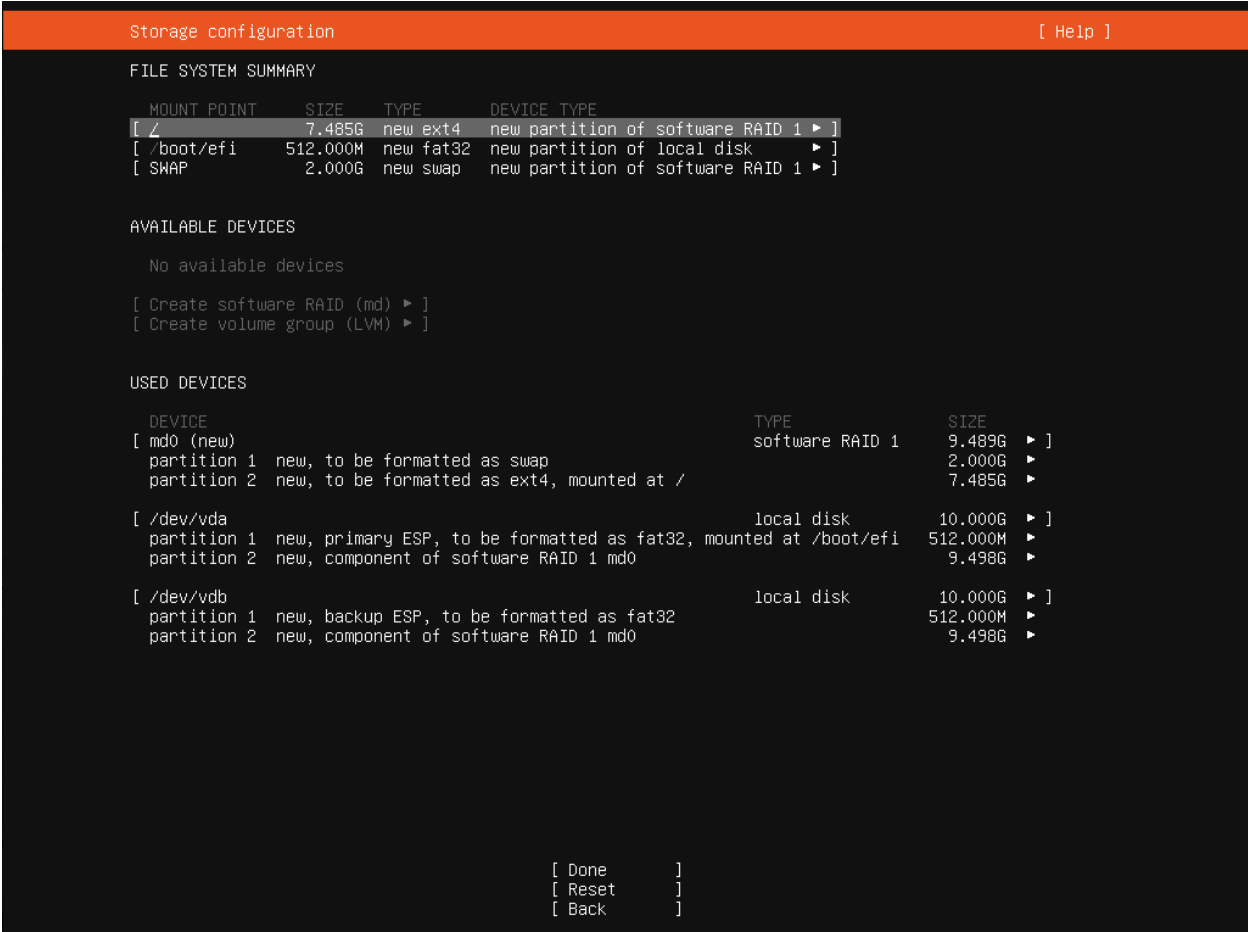 Storage configuration [ Help ]
FILE SYSTEM SUMMARY
MOUNT POINT SIZE TYPE DEVICE TYPE
[ / 7.485G new ext4 new partition of software RAID 1 ▸ ]
[ /boot/efi 512.000M new fat32 new partition of local disk ▸ ]
[ SWAP 2.000G new swap new partition of software RAID 1 ▸ ]
AVAILABLE DEVICES
No available devices
[ Create software RAID (md) ▸ ]
[ Create volume group (LVM) ▸ ]
USED DEVICES
DEVICE TYPE SIZE
[ md0 (new) software RAID 1 9.489G ▸ ]
partition 1 new, to be formatted as swap 2.000G ▸
partition 2 new, to be formatted as ext4, mounted at / 7.485G ▸
[ /dev/vda local disk 10.000G ▸ ]
partition 1 new, primary ESP, to be formatted as fat32, mounted at /boot/efi 512.000M ▸
partition 2 new, component of software RAID 1 md0 9.498G ▸
[ /dev/vdb local disk 10.000G ▸ ]
partition 1 new, backup ESP, to be formatted as fat32 512.000M ▸
partition 2 new, component of software RAID 1 md0 9.498G ▸
[ Done ]
[ Reset ]
[ Back ]